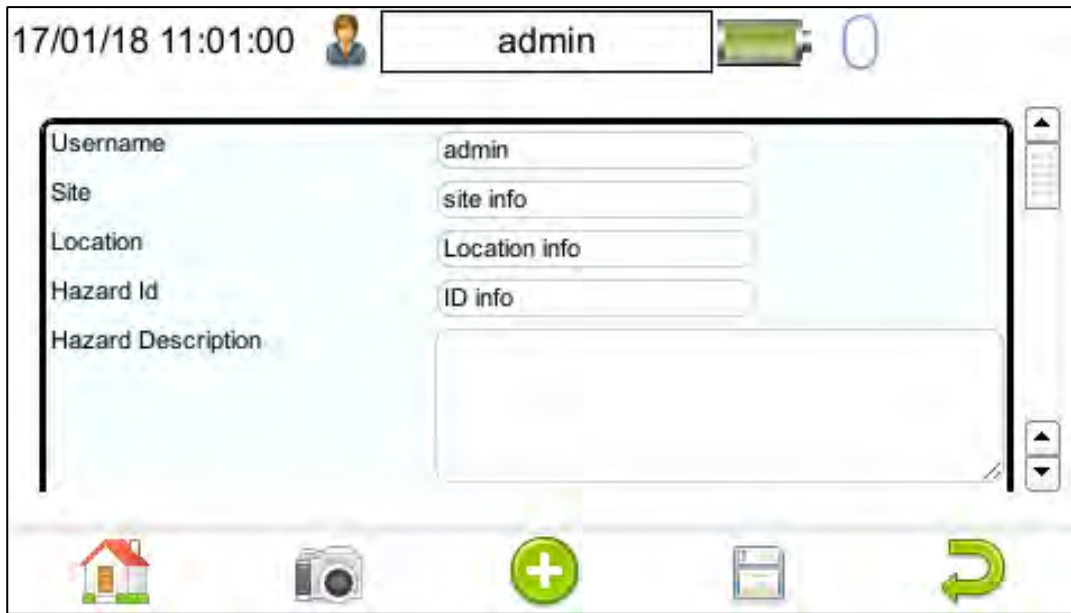 17/01/18 11:01:00 admin
Username admin
Site site info
Location Location info
Hazard Id ID info
Hazard Description